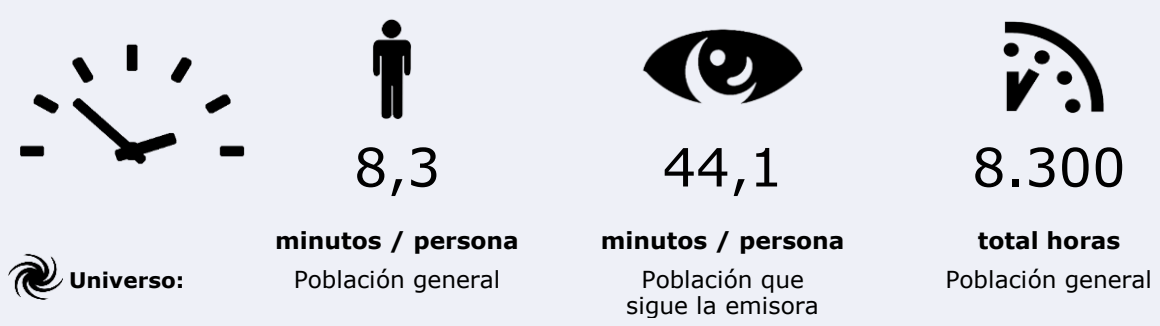 8,3
44,1
8.300
minutos / persona
minutos / persona
total horas
Universo:
Población general
Población que
sigue la emisora
Población general